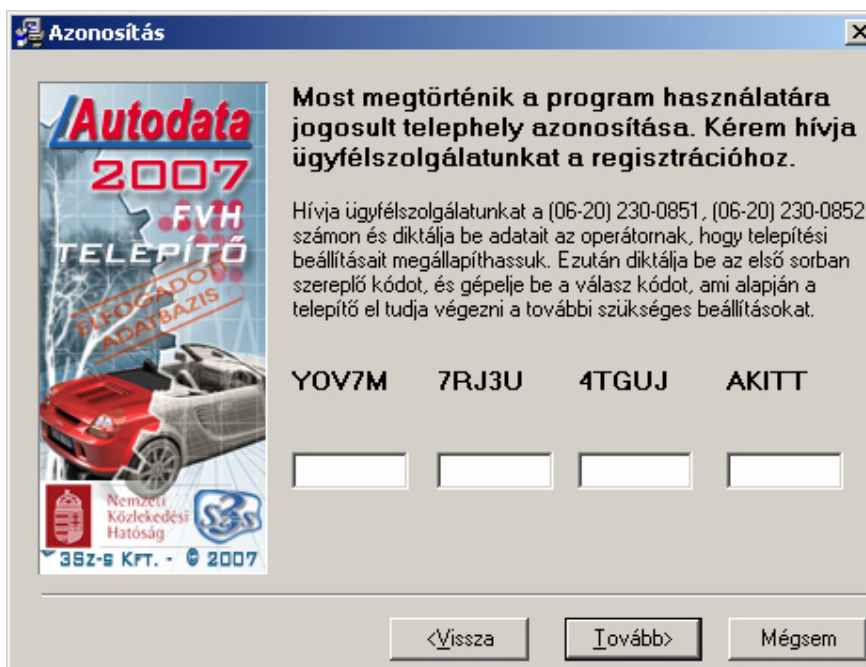 Azonosítás
Autodata
2007
EVH
TELEPÍTŐ
ELFOGADOTT
ADATBÁZIS
Nemzeti
Közlekedési
Hatóság
S3s
3Sz-s Kft. - © 2007
Most megtörténik a program használatára
jogosult telephely azonosítása. Kérem hívja
ügyfélszolgálatunkat a regisztrációhoz.
Hívja ügyfélszolgálatunkat a (06-20) 230-0851, (06-20) 230-0852
számon és diktálja be adatait az operátornak, hogy telepítési
beállításait megállapíthassuk. Ezután diktálja be az első sorban
szereplő kódot, és gépelje be a válasz kódot, ami alapján a
telepítő el tudja végezni a további szükséges beállításokat.
YOV7M 7RJ3U 4TGUJ AKITT
<Vissza Tovább> Mégsem